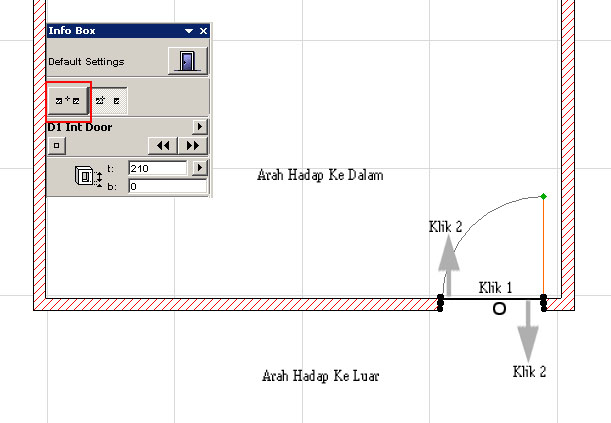 Info Box
Default Settings
D1 Int Door
t: 210
b: 0
Arah Hadap Ke Dalam
Klik 2
Klik 1
O
Klik 2
Arah Hadap Ke Luar